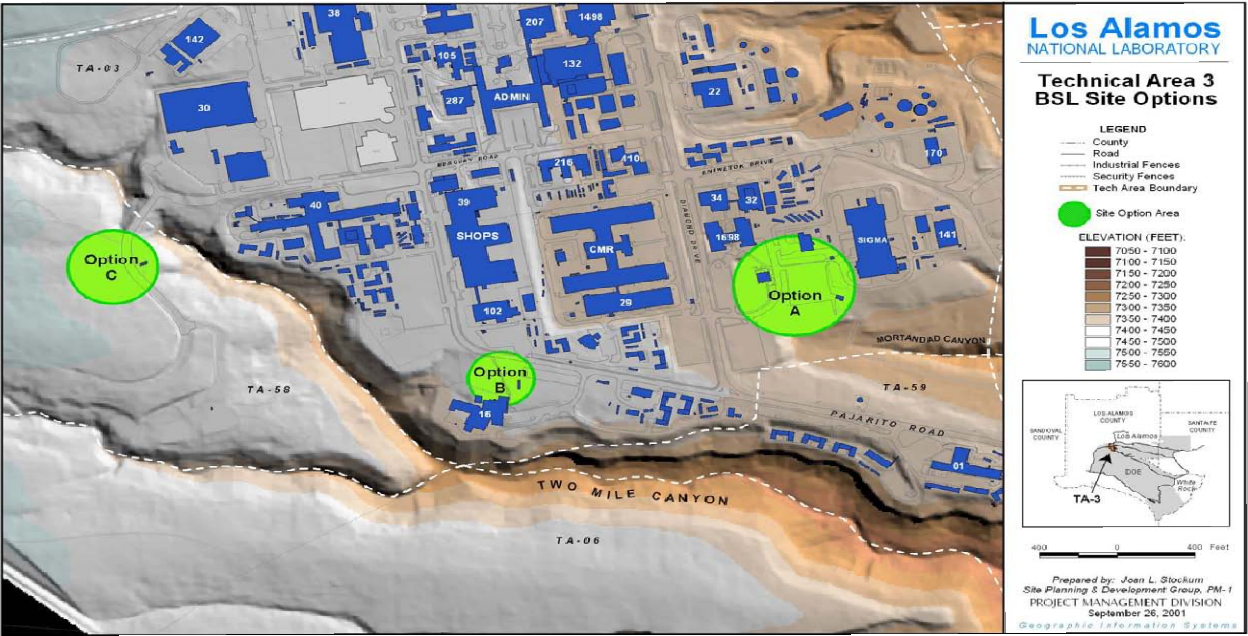 38
207
1498
142
TA-03
105
132
30
287
ADMIN
22
MERCURY ROAD
216
410
ENIWETOK DRIVE
170
40
39
34
32
SHOPS
DIAMOND DRIVE
1698
SIGMA
141
CMR
Option
C
Option
A
29
102
MORTANDAD CANYON
Option
B
TA-58
TA-59
16
PAJARITO ROAD
01
TWO MILE CANYON
TA-06
Los Alamos
NATIONAL LABORATORY
Technical Area 3
BSL Site Options
LEGEND
County
Road
Industrial Fences
Security Fences
Tech Area Boundary
Site Option Area
ELEVATION (FEET):
7050 - 7100
7100 - 7150
7150 - 7200
7200 - 7250
7250 - 7300
7300 - 7350
7350 - 7400
7400 - 7450
7450 - 7500
7500 - 7550
7550 - 7600
LOS ALAMOS
COUNTY
SANDOVAL
COUNTY
Los Alamos
SANTA FE
COUNTY
DOE
White
Rock
TA-3
400 0 400 Feet
Prepared by: Joan L. Stockum
Site Planning & Development Group, PM-1
PROJECT MANAGEMENT DIVISION
September 26, 2001
Geographic Information Systems